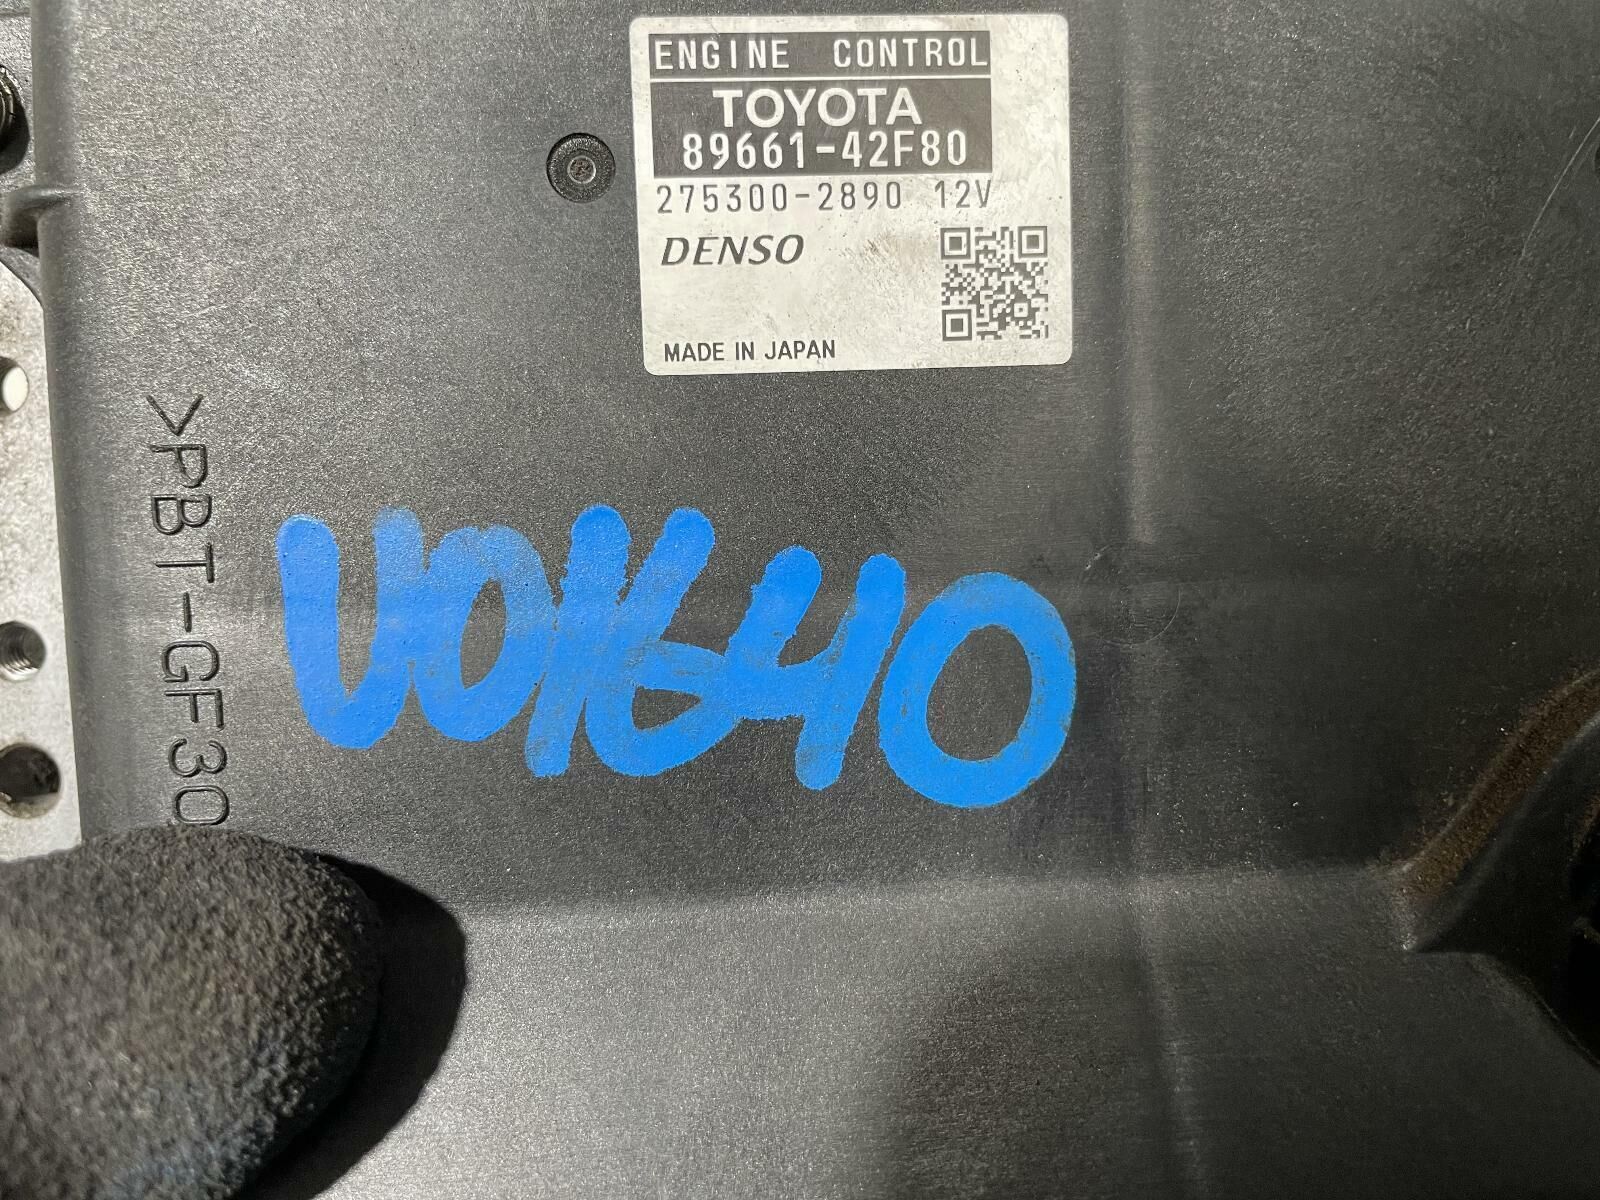 ENGINE CONTROL
TOYOTA
89661-42F80
275300-2890 12V
DENSO
MADE IN JAPAN
>PBT-GF30
U01640